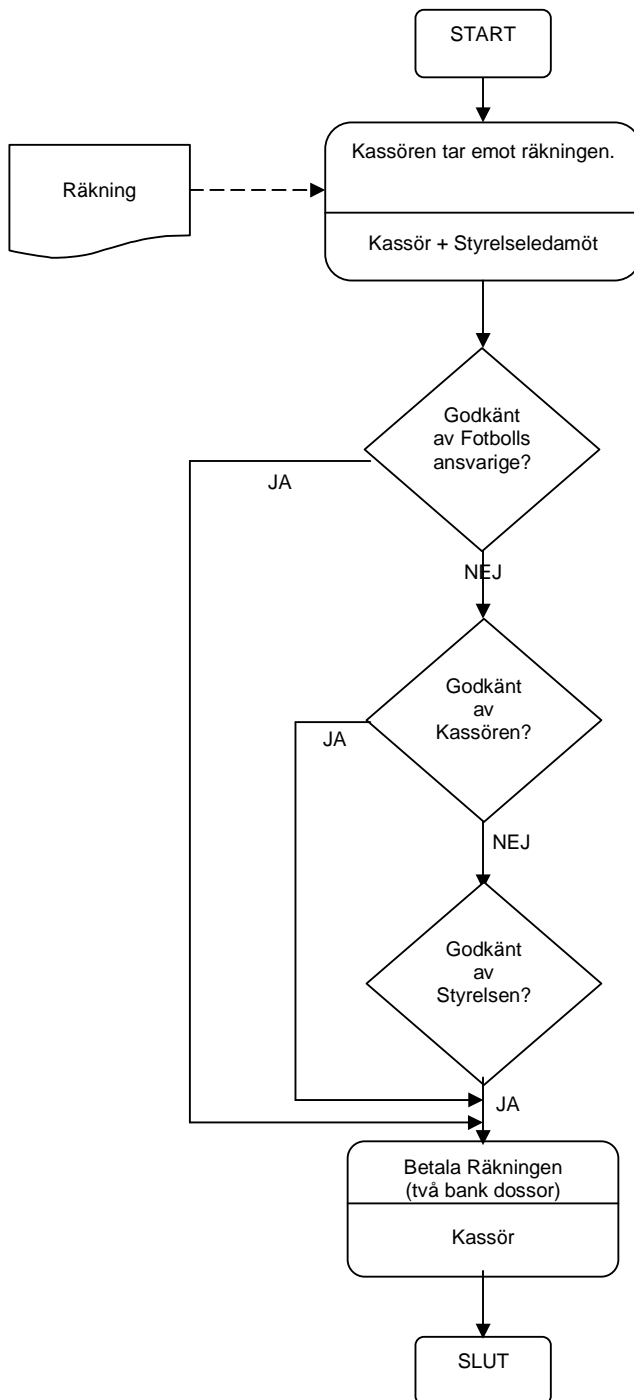 START
Kassören tar emot räkningen.
Räkning
Kassör + Styrelseledamöt
Godkänt
av Fotbolls
ansvarige?
JA
NEJ
Godkänt
av
Kassören?
JA
NEJ
Godkänt
av
Styrelsen?
JA
Betala Räkningen
(två bank dossor)
Kassör
SLUT